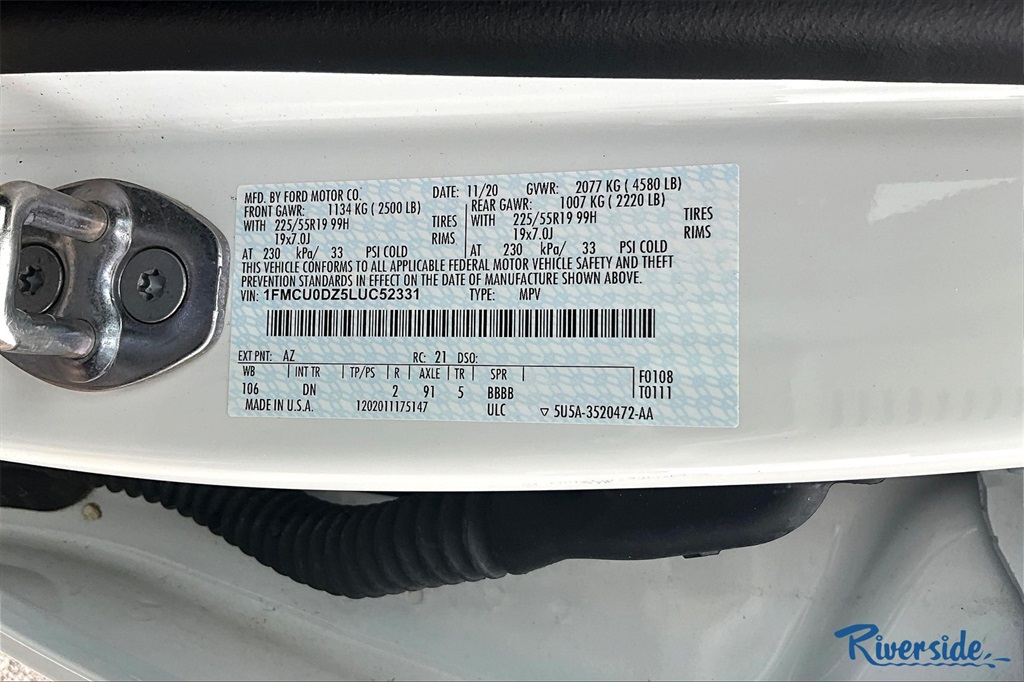 MFD. BY FORD MOTOR CO. DATE: 11/20 GVWR: 2077 KG ( 4580 LB)
FRONT GAWR: 1134 KG ( 2500 LB) REAR GAWR: 1007 KG ( 2220 LB)
WITH 225/55R19 99H TIRES WITH 225/55R19 99H TIRES
19x7.0J RIMS 19x7.0J RIMS
AT 230 kPa/ 33 PSI COLD AT 230 kPa/ 33 PSI COLD
THIS VEHICLE CONFORMS TO ALL APPLICABLE FEDERAL MOTOR VEHICLE SAFETY AND THEFT
PREVENTION STANDARDS IN EFFECT ON THE DATE OF MANUFACTURE SHOWN ABOVE.
VIN: 1FMCU0DZ5LUC52331 TYPE: MPV
EXT PNT: AZ RC: 21 DSO:
WB | INT TR | TP/PS | R | AXLE | TR | SPR | F0108
106 DN 2 91 5 BBBB T0111
MADE IN U.S.A. 1202011175147 ULC ▽ 5U5A-3520472-AA
Riverside